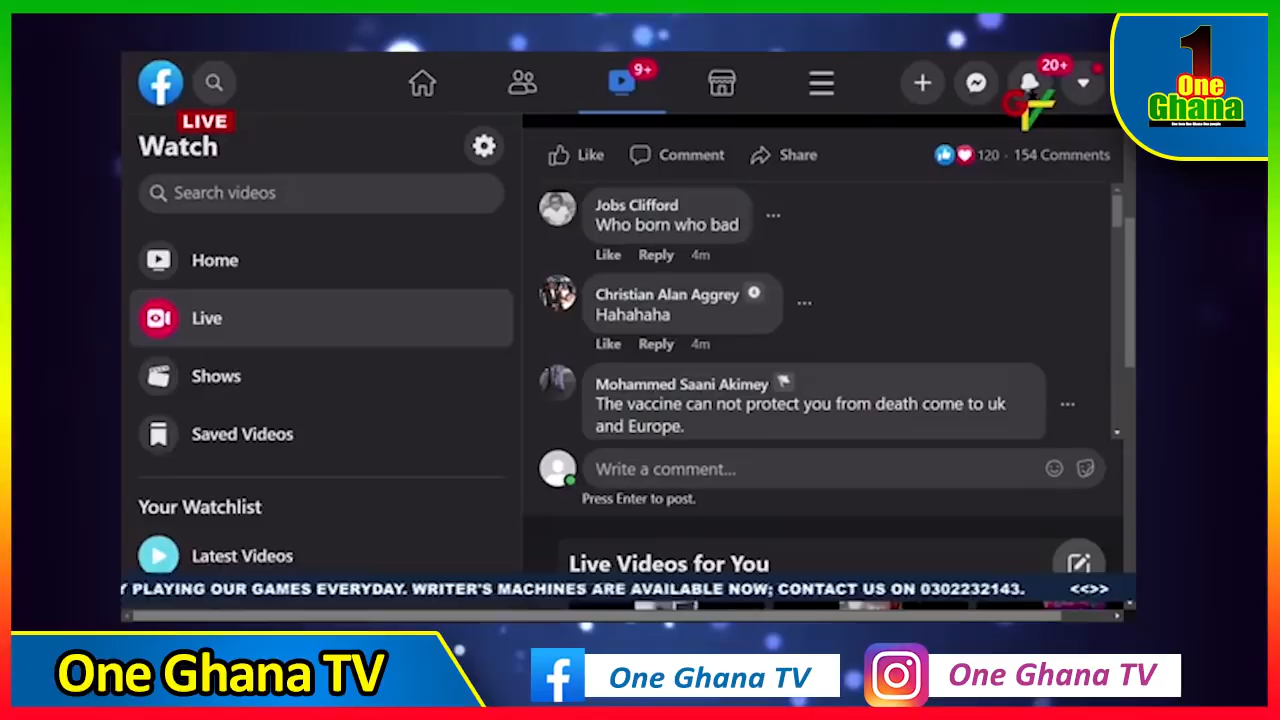 9+
20+
1
One
Ghana
GTV
LIVE
Watch
Search videos
Home
Live
Shows
Saved Videos
Your Watchlist
Latest Videos
Like
Comment
Share
120 · 154 Comments
Jobs Clifford
Who born who bad
Like Reply 4m
Christian Alan Aggrey
Hahahaha
Like Reply 4m
Mohammed Saani Akimey
The vaccine can not protect you from death come to uk
and Europe.
Write a comment...
Press Enter to post.
Live Videos for You
PLAYING OUR GAMES EVERYDAY. WRITER'S MACHINES ARE AVAILABLE NOW; CONTACT US ON 0302232143. <<>>
One Ghana TV
One Ghana TV
One Ghana TV